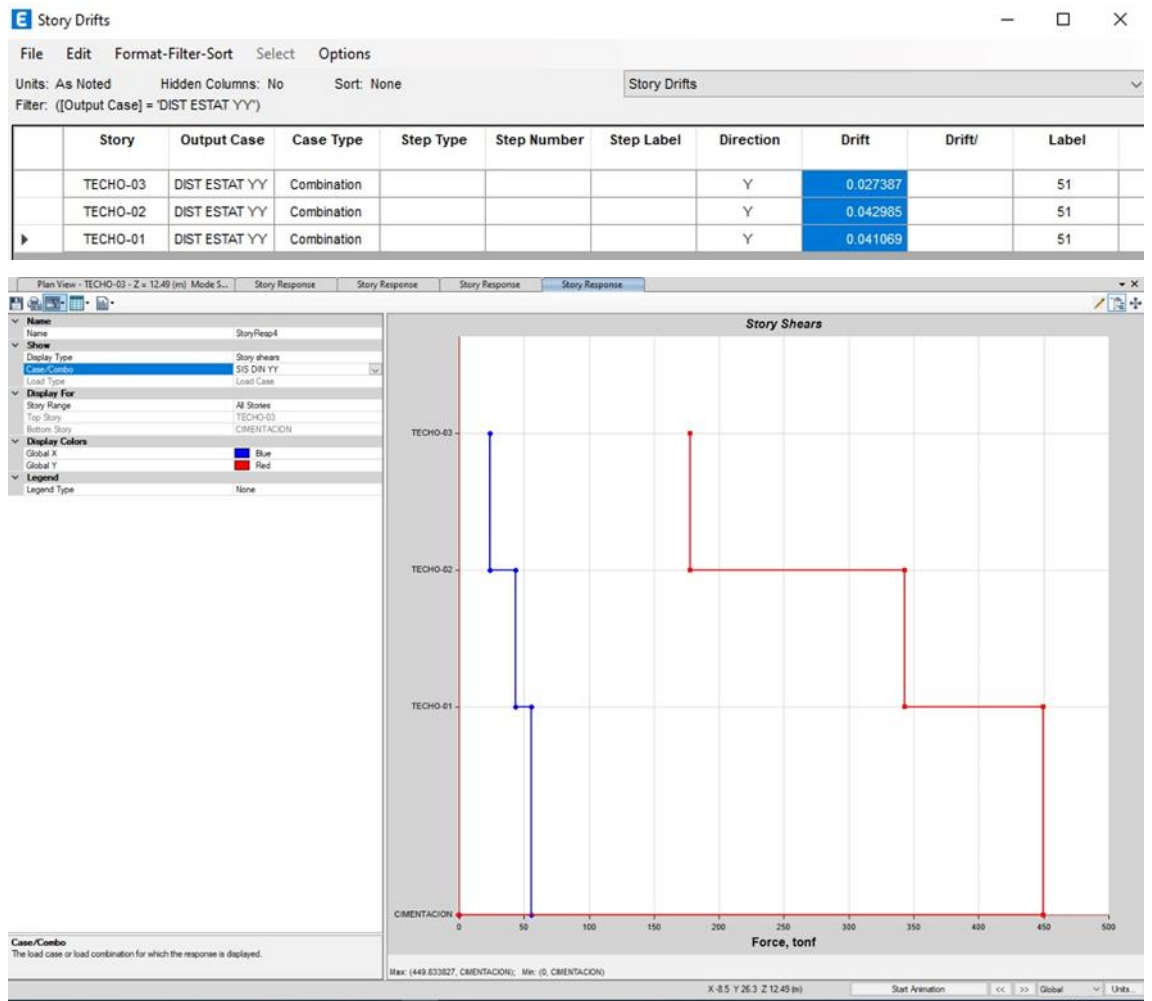 E Story Drifts
File Edit Format-Filter-Sort Select Options
Units: As Noted Hidden Columns: No Sort: None Story Drifts
Filter: ([Output Case] = 'DIST ESTAT YY')
Story Output Case Case Type Step Type Step Number Step Label Direction Drift Drift/ Label
TECHO-03 DIST ESTAT YY Combination Y 0.027387 51
TECHO-02 DIST ESTAT YY Combination Y 0.042985 51
TECHO-01 DIST ESTAT YY Combination Y 0.041069 51
Plan View - TECHO-03 - Z = 12.49 (m) Mode S... Story Response Story Response Story Response Story Response
Name
Name StoryResp4
Show
Display Type Story shears
Case/Combo SIS DIN YY
Load Type Load Case
Display For
Story Range All Stories
Top Story TECHO-03
Bottom Story CIMENTACION
Display Colors
Global X Blue
Global Y Red
Legend
Legend Type None
Case/Combo
The load case or load combination for which the response is displayed.
Story Shears
TECHO-03
TECHO-02
TECHO-01
CIMENTACION
0 50 100 150 200 250 300 350 400 450 500
Force, tonf
Max: (449.833827, CIMENTACION); Min: (0, CIMENTACION)
X -8.5 Y 26.3 Z 12.49 (m) Start Animation << >> Global Units...